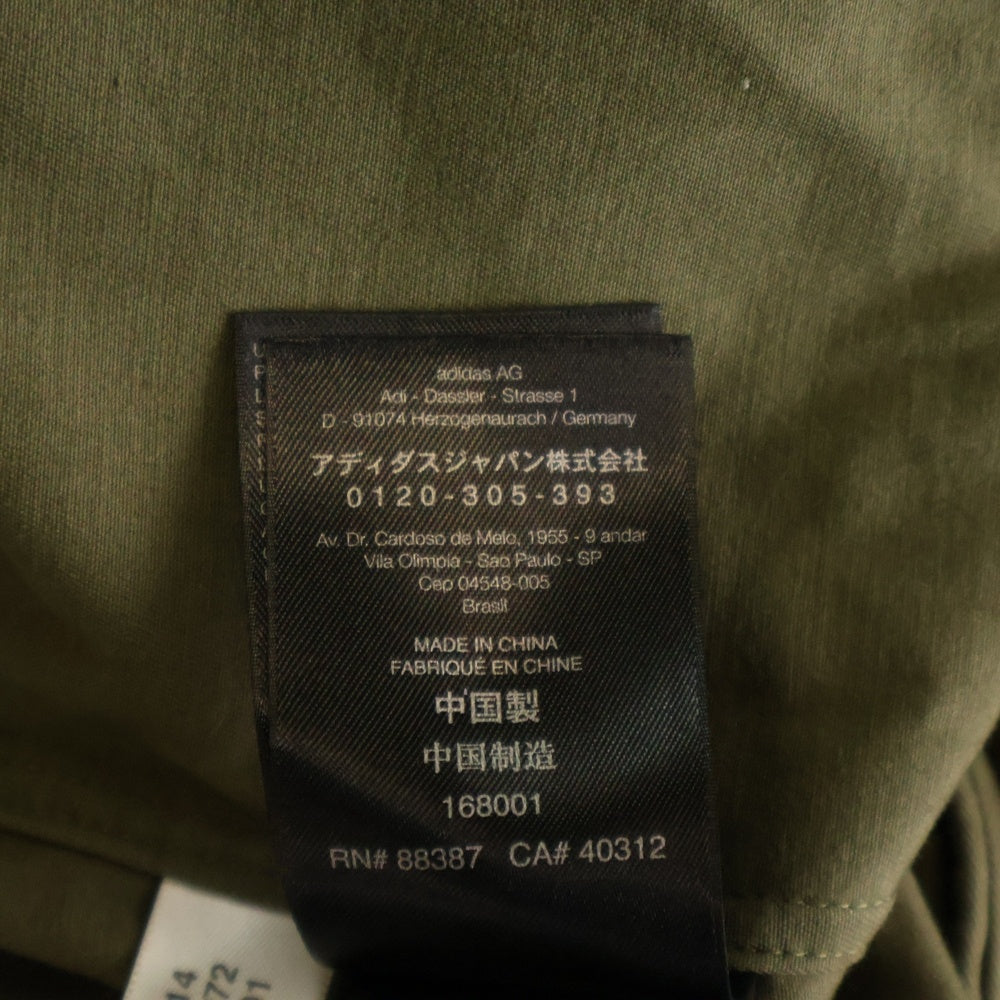 adidas AG
Adi - Dassler - Strasse 1
D - 91074 Herzogenaurach / Germany
アディダスジャパン株式会社
0120-305-393
Av. Dr. Cardoso de Melo, 1955 - 9 andar
Vila Olimpia - Sao Paulo - SP
Cep 04548-005
Brasil
MADE IN CHINA
FABRIQUÉ EN CHINE
中国製
中国制造
168001
RN# 88387 CA# 40312
14
72
01